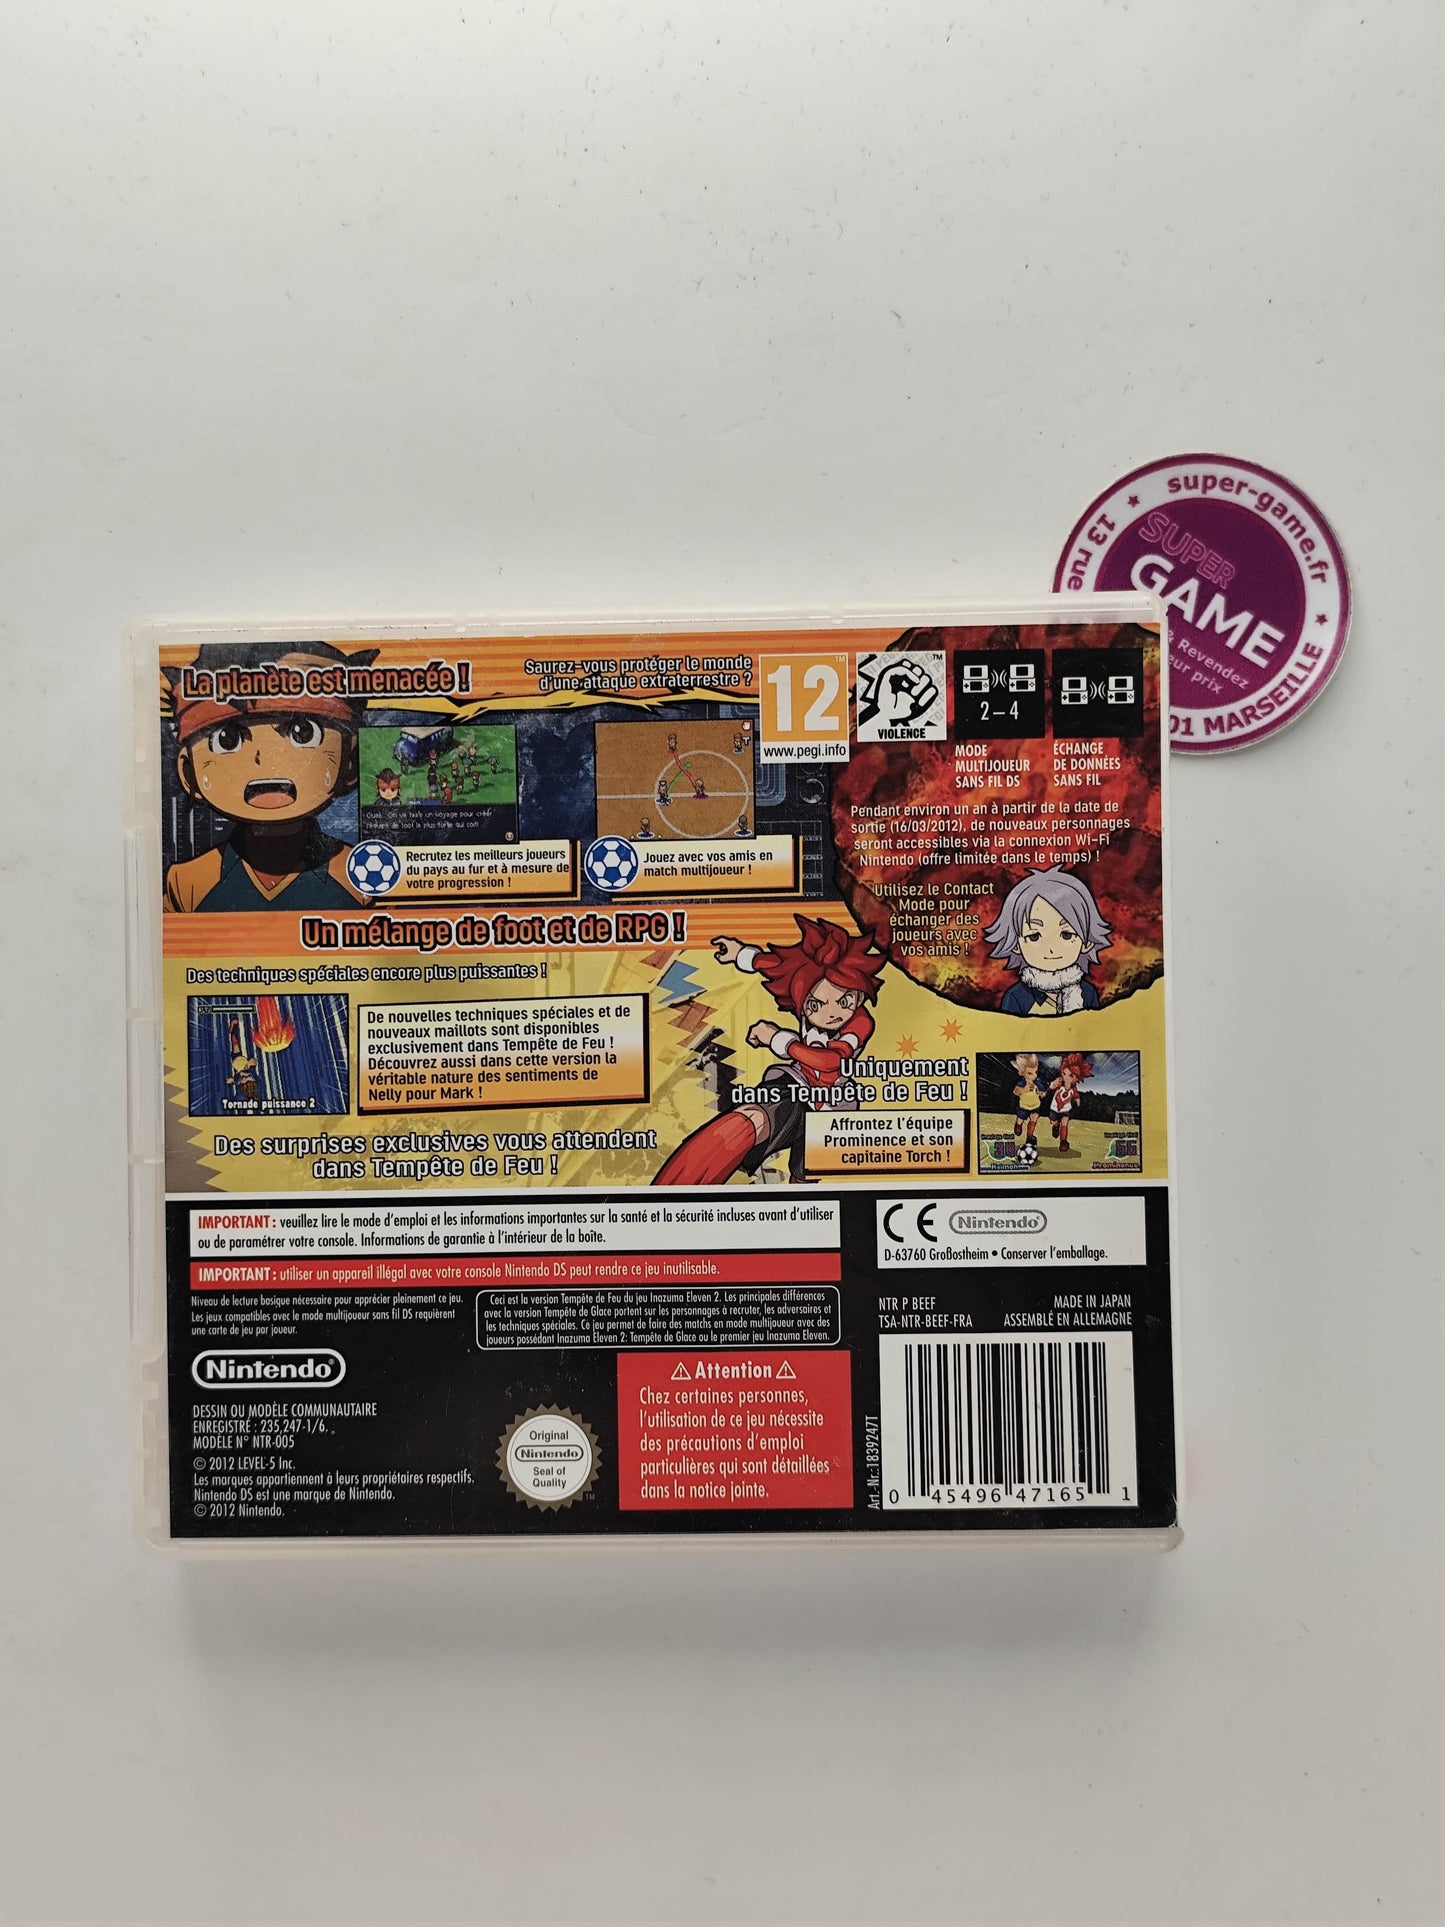 super-game.fr
13 rue
SUPER
GAME
& Revendez
eur prix
01 MARSEILLE
La planète est menacée !
Saurez-vous protéger le monde
d'une attaque extraterrestre ?
12
www.pegi.info
VIOLENCE
2-4
MODE
MULTIJOUEUR
SANS FIL DS
ÉCHANGE
DE DONNÉES
SANS FIL
Recrutez les meilleurs joueurs
du pays au fur et à mesure de
votre progression !
Jouez avec vos amis en
match multijoueur !
Pendant environ un an à partir de la date de
sortie (16/03/2012), de nouveaux personnages
seront accessibles via la connexion Wi-Fi
Nintendo (offre limitée dans le temps) !
Utilisez le Contact
Mode pour
échanger des
joueurs avec
vos amis !
Un mélange de foot et de RPG !
Des techniques spéciales encore plus puissantes !
Tornade puissance 2
De nouvelles techniques spéciales et de
nouveaux maillots sont disponibles
exclusivement dans Tempête de Feu !
Découvrez aussi dans cette version la
véritable nature des sentiments de
Nelly pour Mark !
Des surprises exclusives vous attendent
dans Tempête de Feu !
Uniquement
dans Tempête de Feu !
Affrontez l'équipe
Prominence et son
capitaine Torch !
Raimon
Prominence
IMPORTANT : veuillez lire le mode d'emploi et les informations importantes sur la santé et la sécurité incluses avant d'utiliser
ou de paramétrer votre console. Informations de garantie à l'intérieur de la boîte.
IMPORTANT : utiliser un appareil illégal avec votre console Nintendo DS peut rendre ce jeu inutilisable.
Niveau de lecture basique nécessaire pour apprécier pleinement ce jeu.
Les jeux compatibles avec le mode multijoueur sans fil DS requièrent
une carte de jeu par joueur.
Ceci est la version Tempête de Feu du jeu Inazuma Eleven 2. Les principales différences
avec la version Tempête de Glace portent sur les personnages à recruter, les adversaires et
les techniques spéciales. Ce jeu permet de faire des matchs en mode multijoueur avec des
joueurs possédant Inazuma Eleven 2: Tempête de Glace ou le premier jeu Inazuma Eleven.
CE Nintendo®
D-63760 Großostheim • Conserver l'emballage.
NTR P BEEF
TSA-NTR-BEEF-FRA
MADE IN JAPAN
ASSEMBLÉ EN ALLEMAGNE
Nintendo®
DESSIN OU MODÈLE COMMUNAUTAIRE
ENREGISTRÉ : 235,247-1/6.
MODÈLE N° NTR-005
© 2012 LEVEL-5 Inc.
Les marques appartiennent à leurs propriétaires respectifs.
Nintendo DS est une marque de Nintendo.
© 2012 Nintendo.
Original
Nintendo
Seal of
Quality
TM
⚠ Attention ⚠
Chez certaines personnes,
l'utilisation de ce jeu nécessite
des précautions d'emploi
particulières qui sont détaillées
dans la notice jointe.
Art.-Nr.:1839247T
0 45496 47165 1